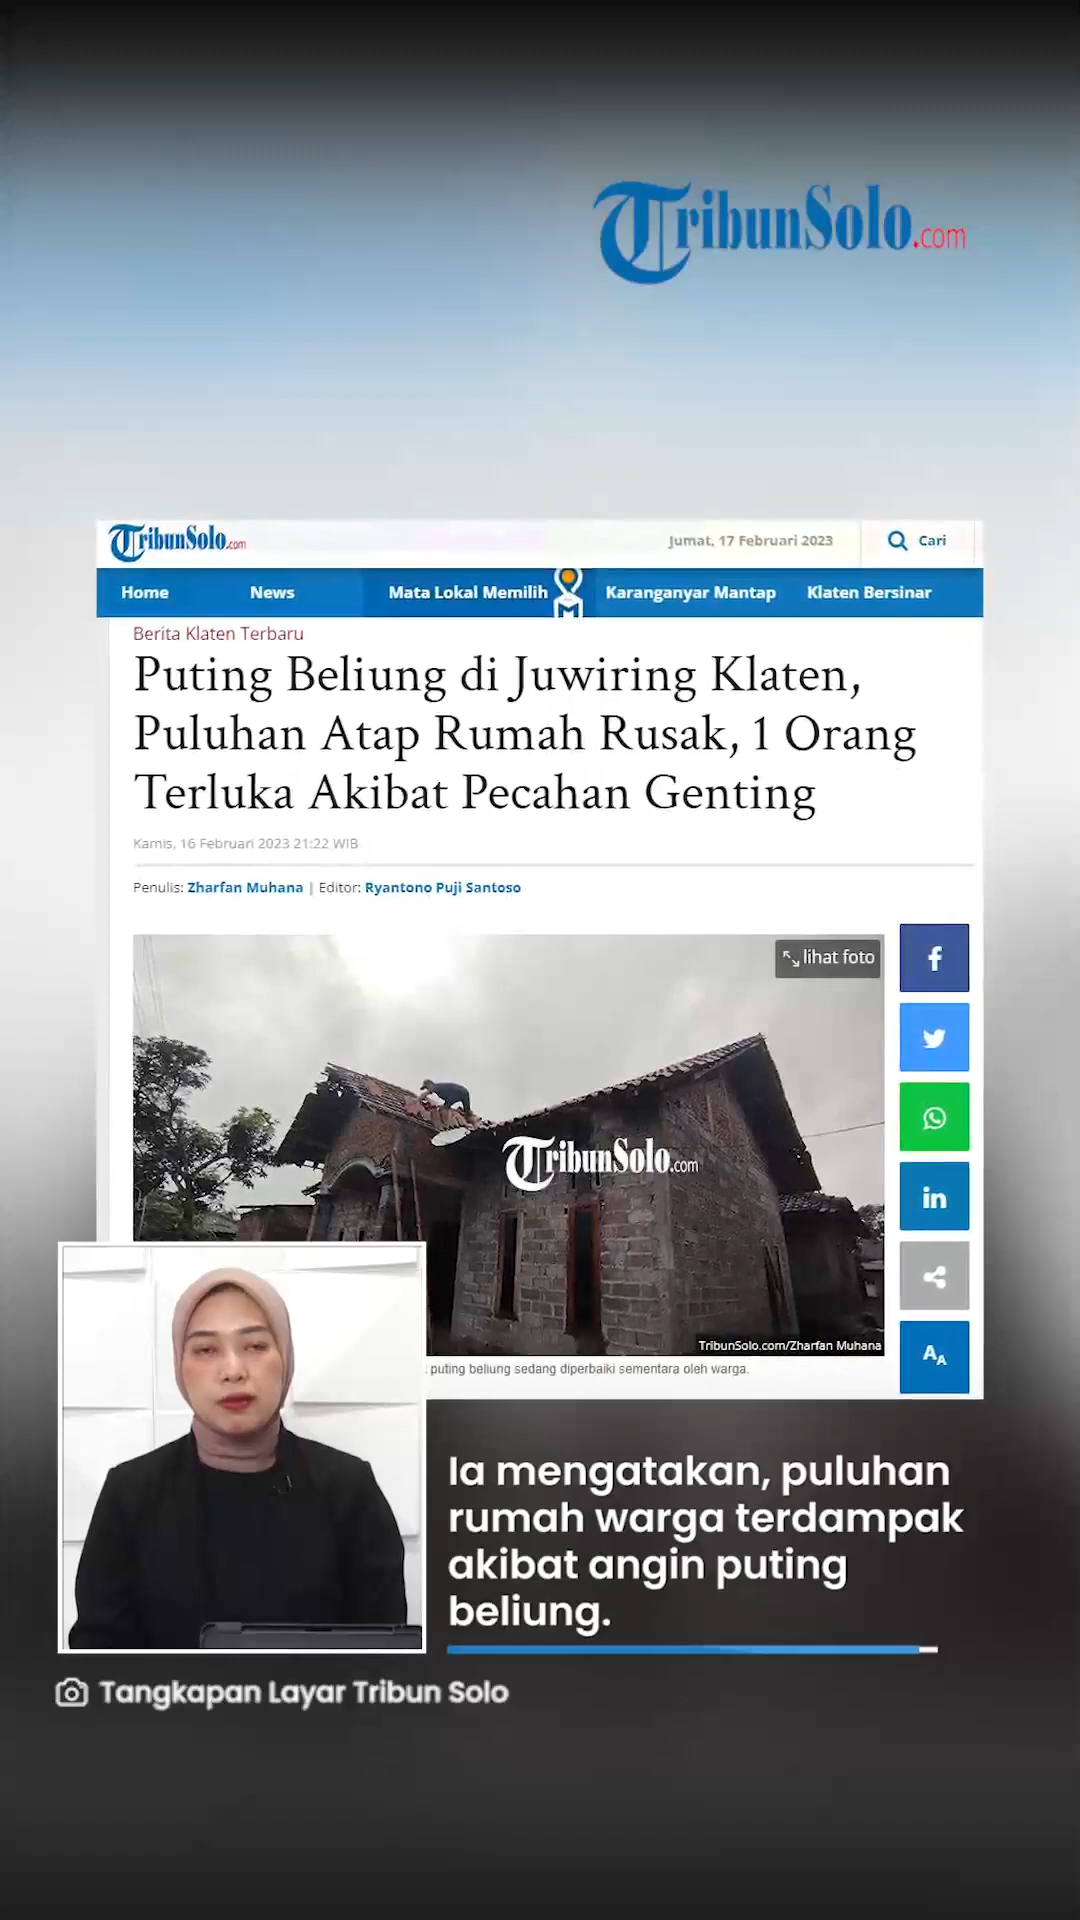 TribunSolo.com
TribunSolo.com
Jumat, 17 Februari 2023
Cari
Home
News
Mata Lokal Memilih
Karanganyar Mantap
Klaten Bersinar
Berita Klaten Terbaru
Puting Beliung di Juwiring Klaten,
Puluhan Atap Rumah Rusak, 1 Orang
Terluka Akibat Pecahan Genting
Kamis, 16 Februari 2023 21:22 WIB
Penulis: Zharfan Muhana | Editor: Ryantono Puji Santoso
lihat foto
TribunSolo.com
TribunSolo.com/Zharfan Muhana
puting beliung sedang diperbaiki sementara oleh warga.
AA
Ia mengatakan, puluhan
rumah warga terdampak
akibat angin puting
beliung.
Tangkapan Layar Tribun Solo